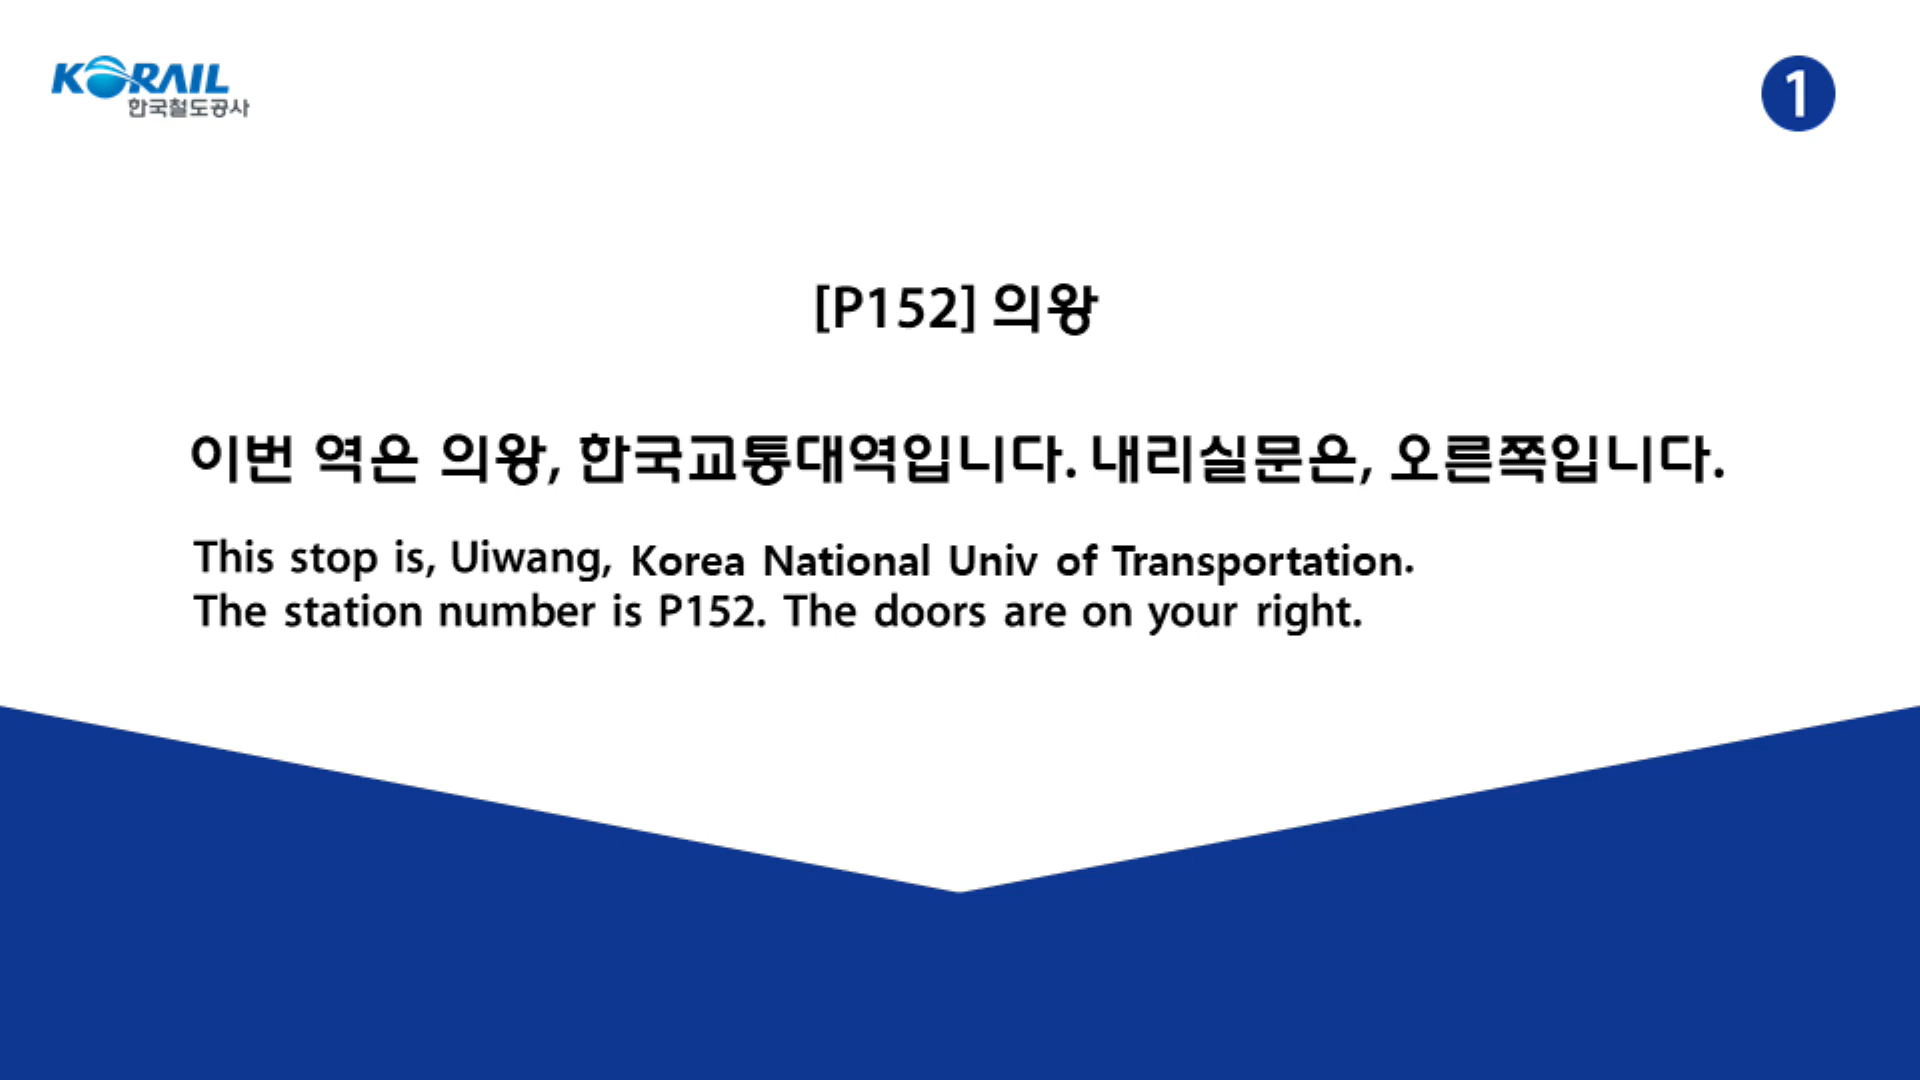 KORAIL
한국철도공사
1
[P152] 의왕
이번 역은 의왕, 한국교통대역입니다. 내리실문은, 오른쪽입니다.
This stop is, Uiwang, Korea National Univ of Transportation.
The station number is P152. The doors are on your right.